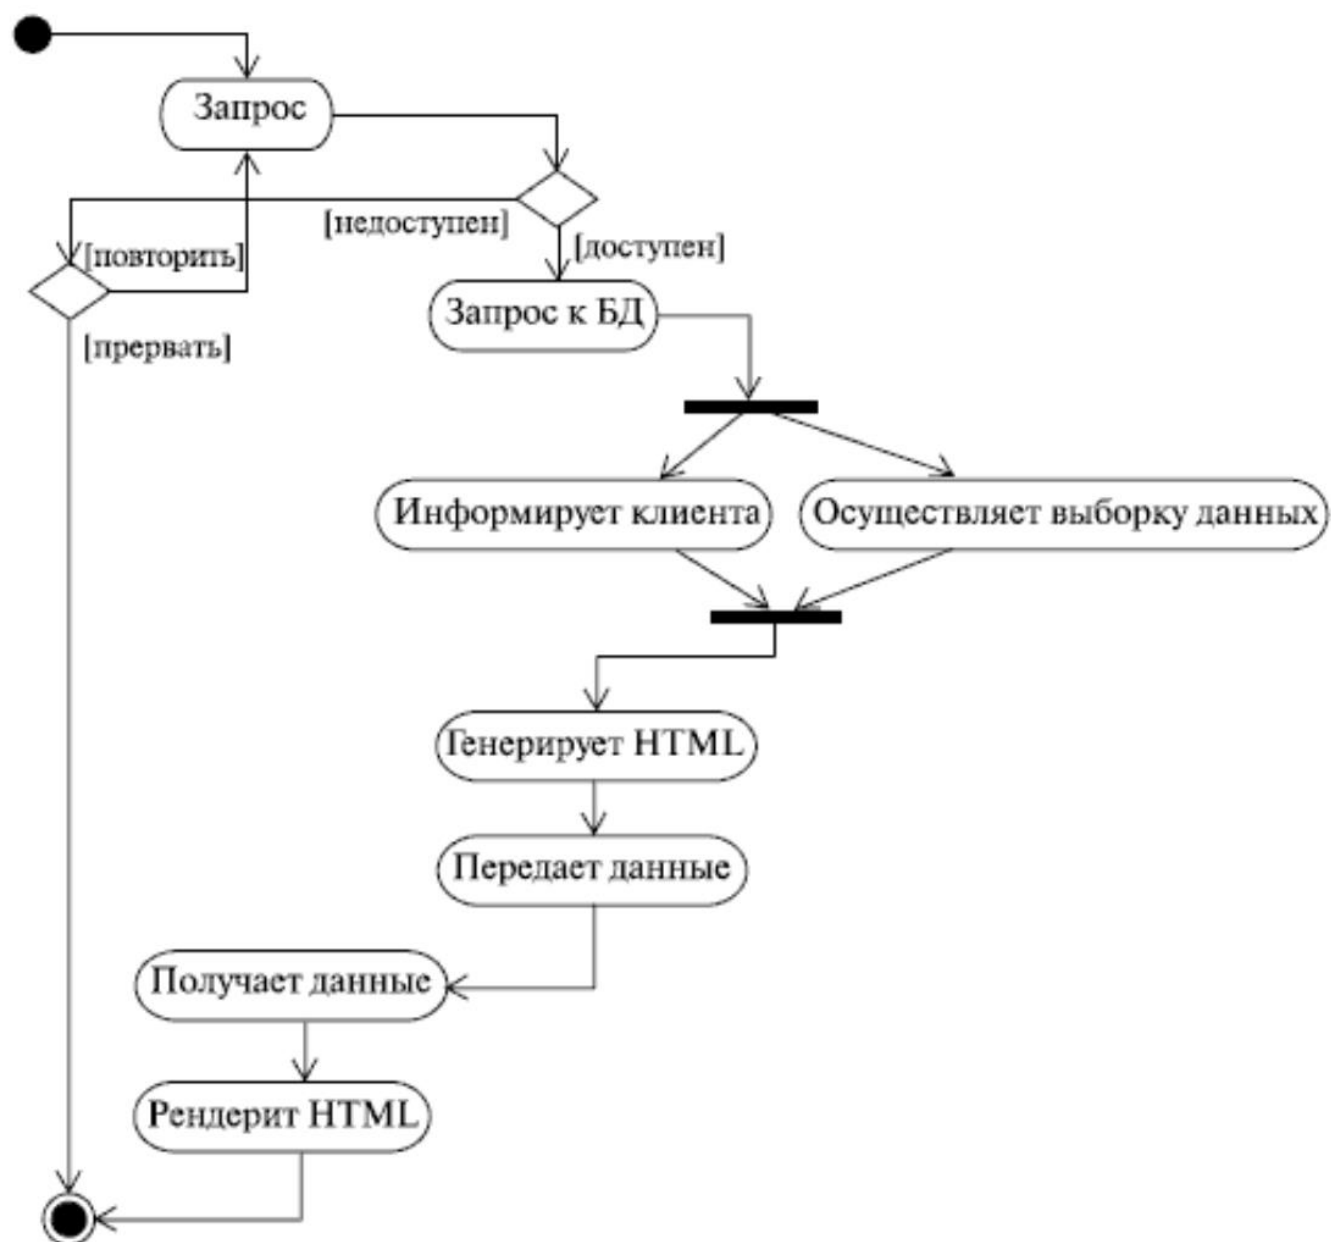 Запрос
[недоступен]
[повторить]
[доступен]
Запрос к БД
[прервать]
Информирует клиента
Осуществляет выборку данных
Генерирует HTML
Передает данные
Получает данные
Рендерит HTML